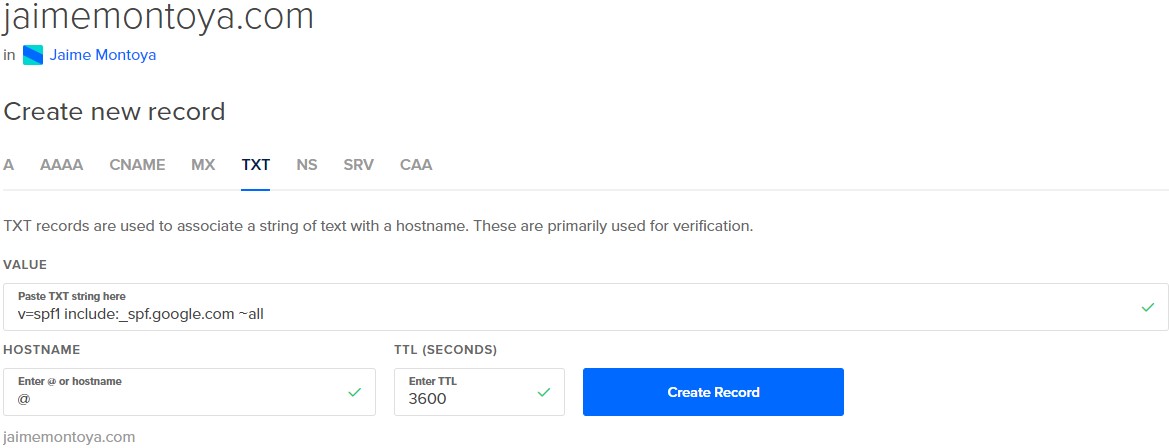 jaimemontoya.com
in Jaime Montoya
Create new record
A AAAA CNAME MX TXT NS SRV CAA
TXT records are used to associate a string of text with a hostname. These are primarily used for verification.
VALUE
Paste TXT string here
v=spf1 include:_spf.google.com ~all
HOSTNAME TTL (SECONDS)
Enter @ or hostname Enter TTL
@ 3600 Create Record
jaimemontoya.com